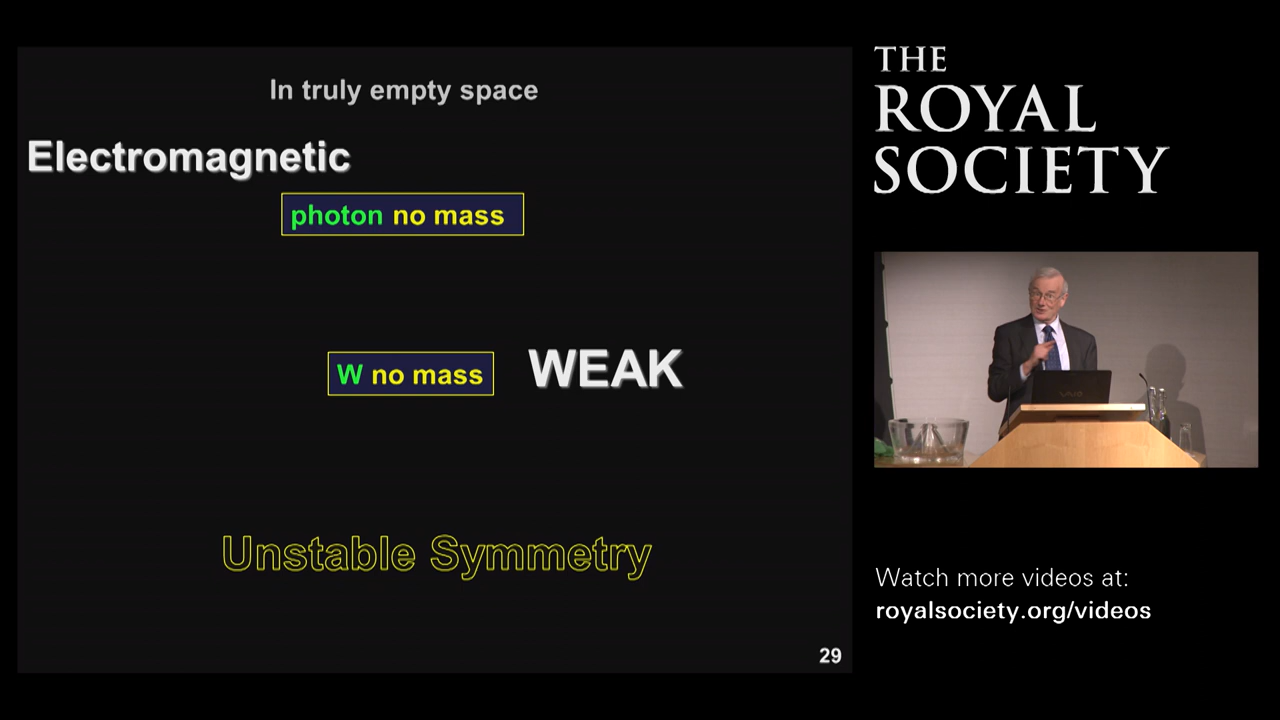 In truly empty space
Electromagnetic
photon no mass
W no mass
WEAK
Unstable Symmetry
29
THE
ROYAL
SOCIETY
Watch more videos at:
royalsociety.org/videos